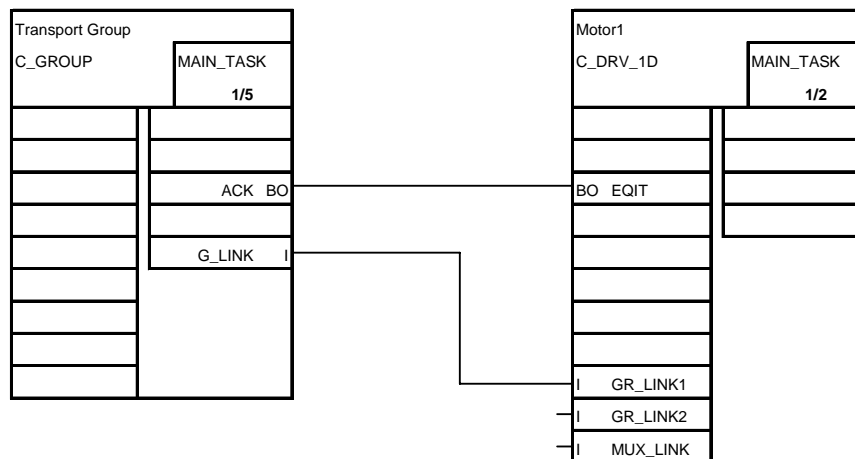 Transport Group
C_GROUP MAIN_TASK
1/5
ACK BO
G_LINK I
Motor1
C_DRV_1D MAIN_TASK
1/2
BO EQIT
I GR_LINK1
I GR_LINK2
I MUX_LINK